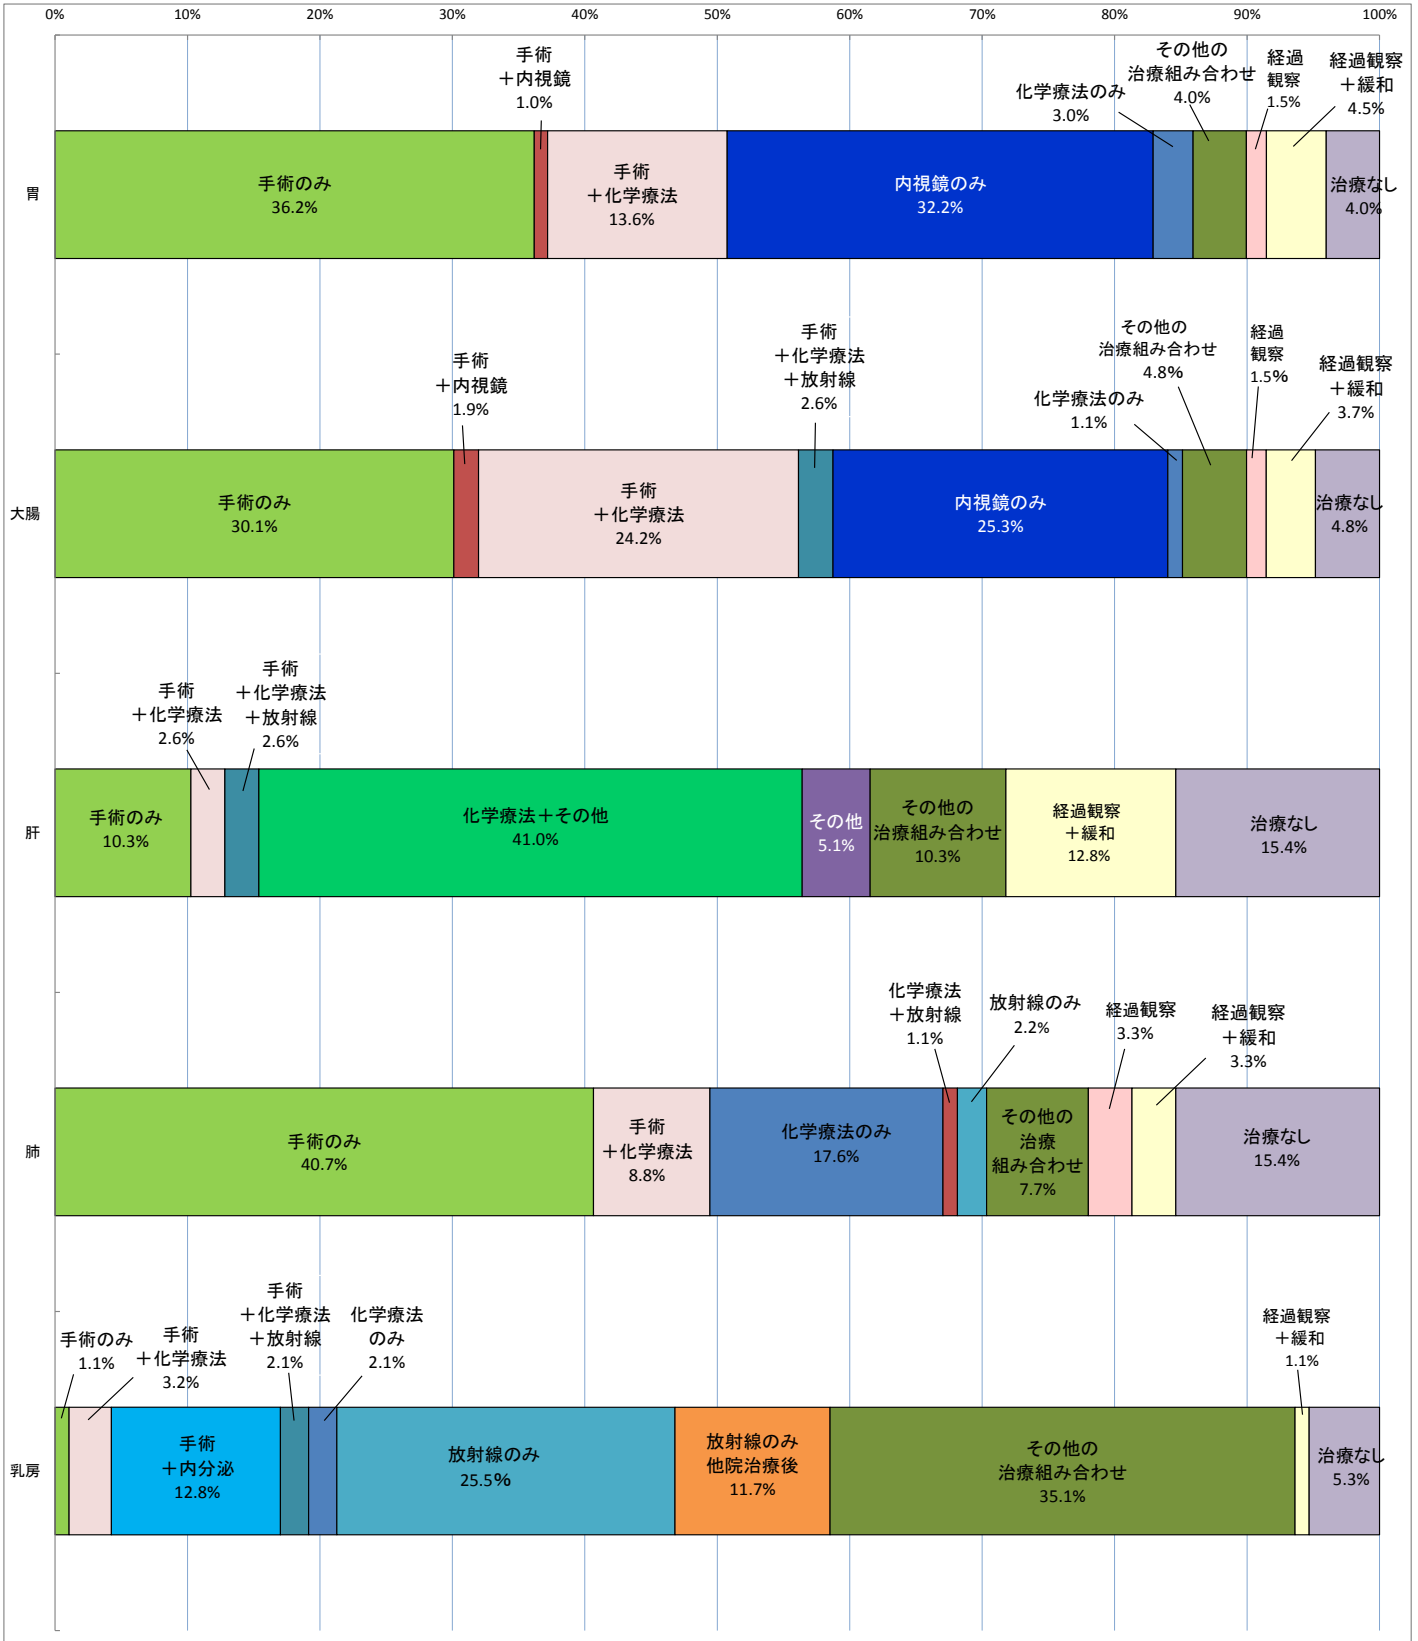 0% 10% 20% 30% 40% 50% 60% 70% 80% 90% 100%
胃
手術のみ
36.2%
手術
＋内視鏡
1.0%
手術
＋化学療法
13.6%
内視鏡のみ
32.2%
化学療法のみ
3.0%
その他の
治療組み合わせ
4.0%
経過
観察
1.5%
経過観察
＋緩和
4.5%
治療なし
4.0%
大腸
手術のみ
30.1%
手術
＋内視鏡
1.9%
手術
＋化学療法
24.2%
手術
＋化学療法
＋放射線
2.6%
内視鏡のみ
25.3%
化学療法のみ
1.1%
その他の
治療組み合わせ
4.8%
経過
観察
1.5%
経過観察
＋緩和
3.7%
治療なし
4.8%
肝
手術のみ
10.3%
手術
＋化学療法
2.6%
手術
＋化学療法
＋放射線
2.6%
化学療法＋その他
41.0%
その他
5.1%
その他の
治療組み合わせ
10.3%
経過観察
＋緩和
12.8%
治療なし
15.4%
肺
手術のみ
40.7%
手術
＋化学療法
8.8%
化学療法のみ
17.6%
化学療法
＋放射線
1.1%
放射線のみ
2.2%
その他の
治療
組み合わせ
7.7%
経過観察
3.3%
経過観察
＋緩和
3.3%
治療なし
15.4%
乳房
手術のみ
1.1%
手術
＋化学療法
3.2%
手術
＋内分泌
12.8%
手術
＋化学療法
＋放射線
2.1%
化学療法
のみ
2.1%
放射線のみ
25.5%
放射線のみ
他院治療後
11.7%
その他の
治療組み合わせ
35.1%
経過観察
＋緩和
1.1%
治療なし
5.3%